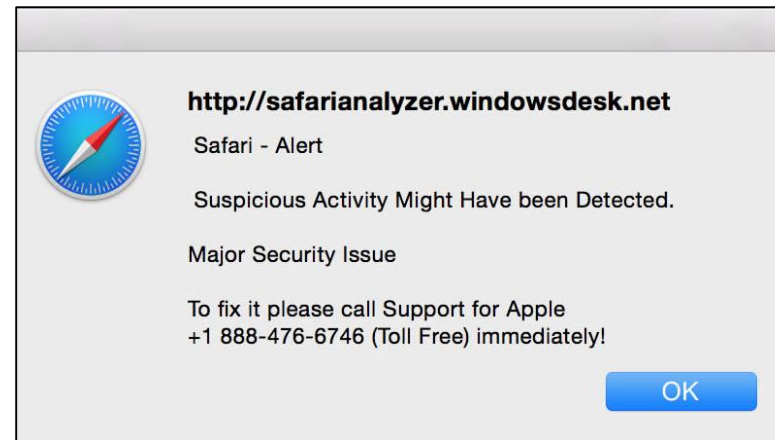 http://safarianalyzer.windowsdesk.net
Safari - Alert
Suspicious Activity Might Have been Detected.
Major Security Issue
To fix it please call Support for Apple
+1 888-476-6746 (Toll Free) immediately!
OK